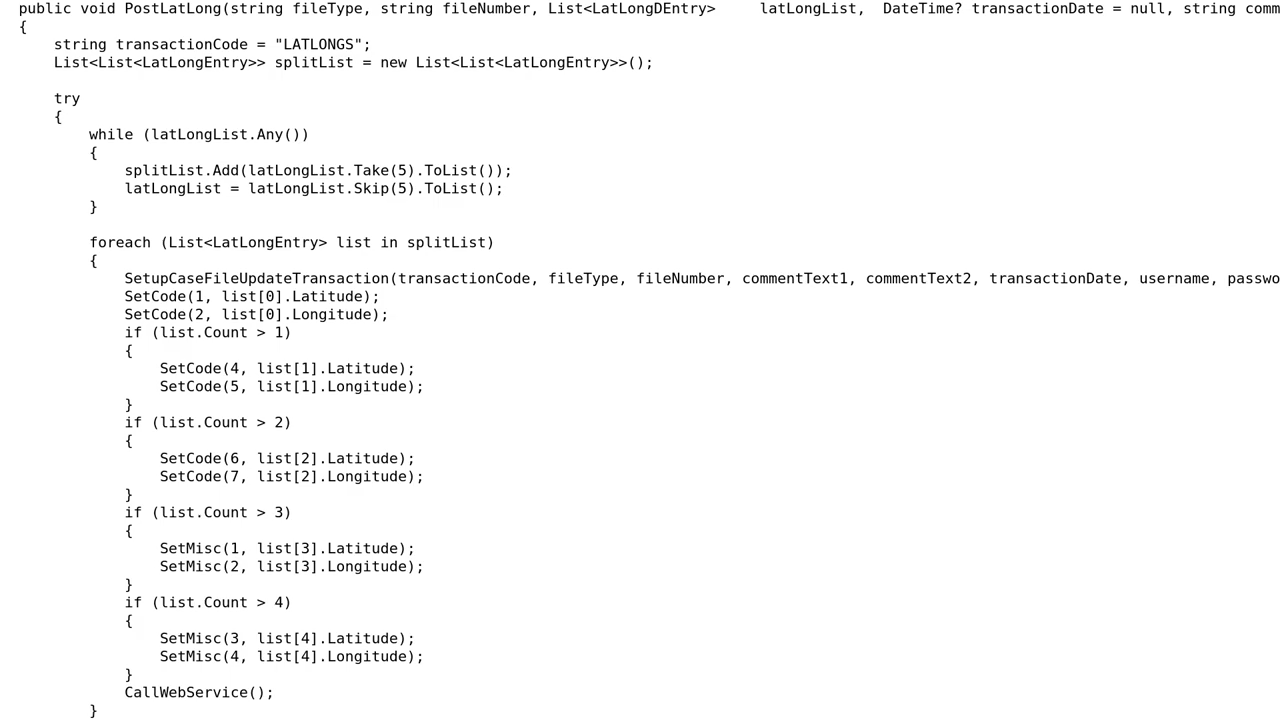 public void PostLatLong(string fileType, string fileNumber, List<LatLongDEntry>     latLongList,  DateTime? transactionDate = null, string comm
{
    string transactionCode = "LATLONGS";
    List<List<LatLongEntry>> splitList = new List<List<LatLongEntry>>();

    try
    {
        while (latLongList.Any())
        {
            splitList.Add(latLongList.Take(5).ToList());
            latLongList = latLongList.Skip(5).ToList();
        }

        foreach (List<LatLongEntry> list in splitList)
        {
            SetupCaseFileUpdateTransaction(transactionCode, fileType, fileNumber, commentText1, commentText2, transactionDate, username, passwo
            SetCode(1, list[0].Latitude);
            SetCode(2, list[0].Longitude);
            if (list.Count > 1)
            {
                SetCode(4, list[1].Latitude);
                SetCode(5, list[1].Longitude);
            }
            if (list.Count > 2)
            {
                SetCode(6, list[2].Latitude);
                SetCode(7, list[2].Longitude);
            }
            if (list.Count > 3)
            {
                SetMisc(1, list[3].Latitude);
                SetMisc(2, list[3].Longitude);
            }
            if (list.Count > 4)
            {
                SetMisc(3, list[4].Latitude);
                SetMisc(4, list[4].Longitude);
            }
            CallWebService();
        }